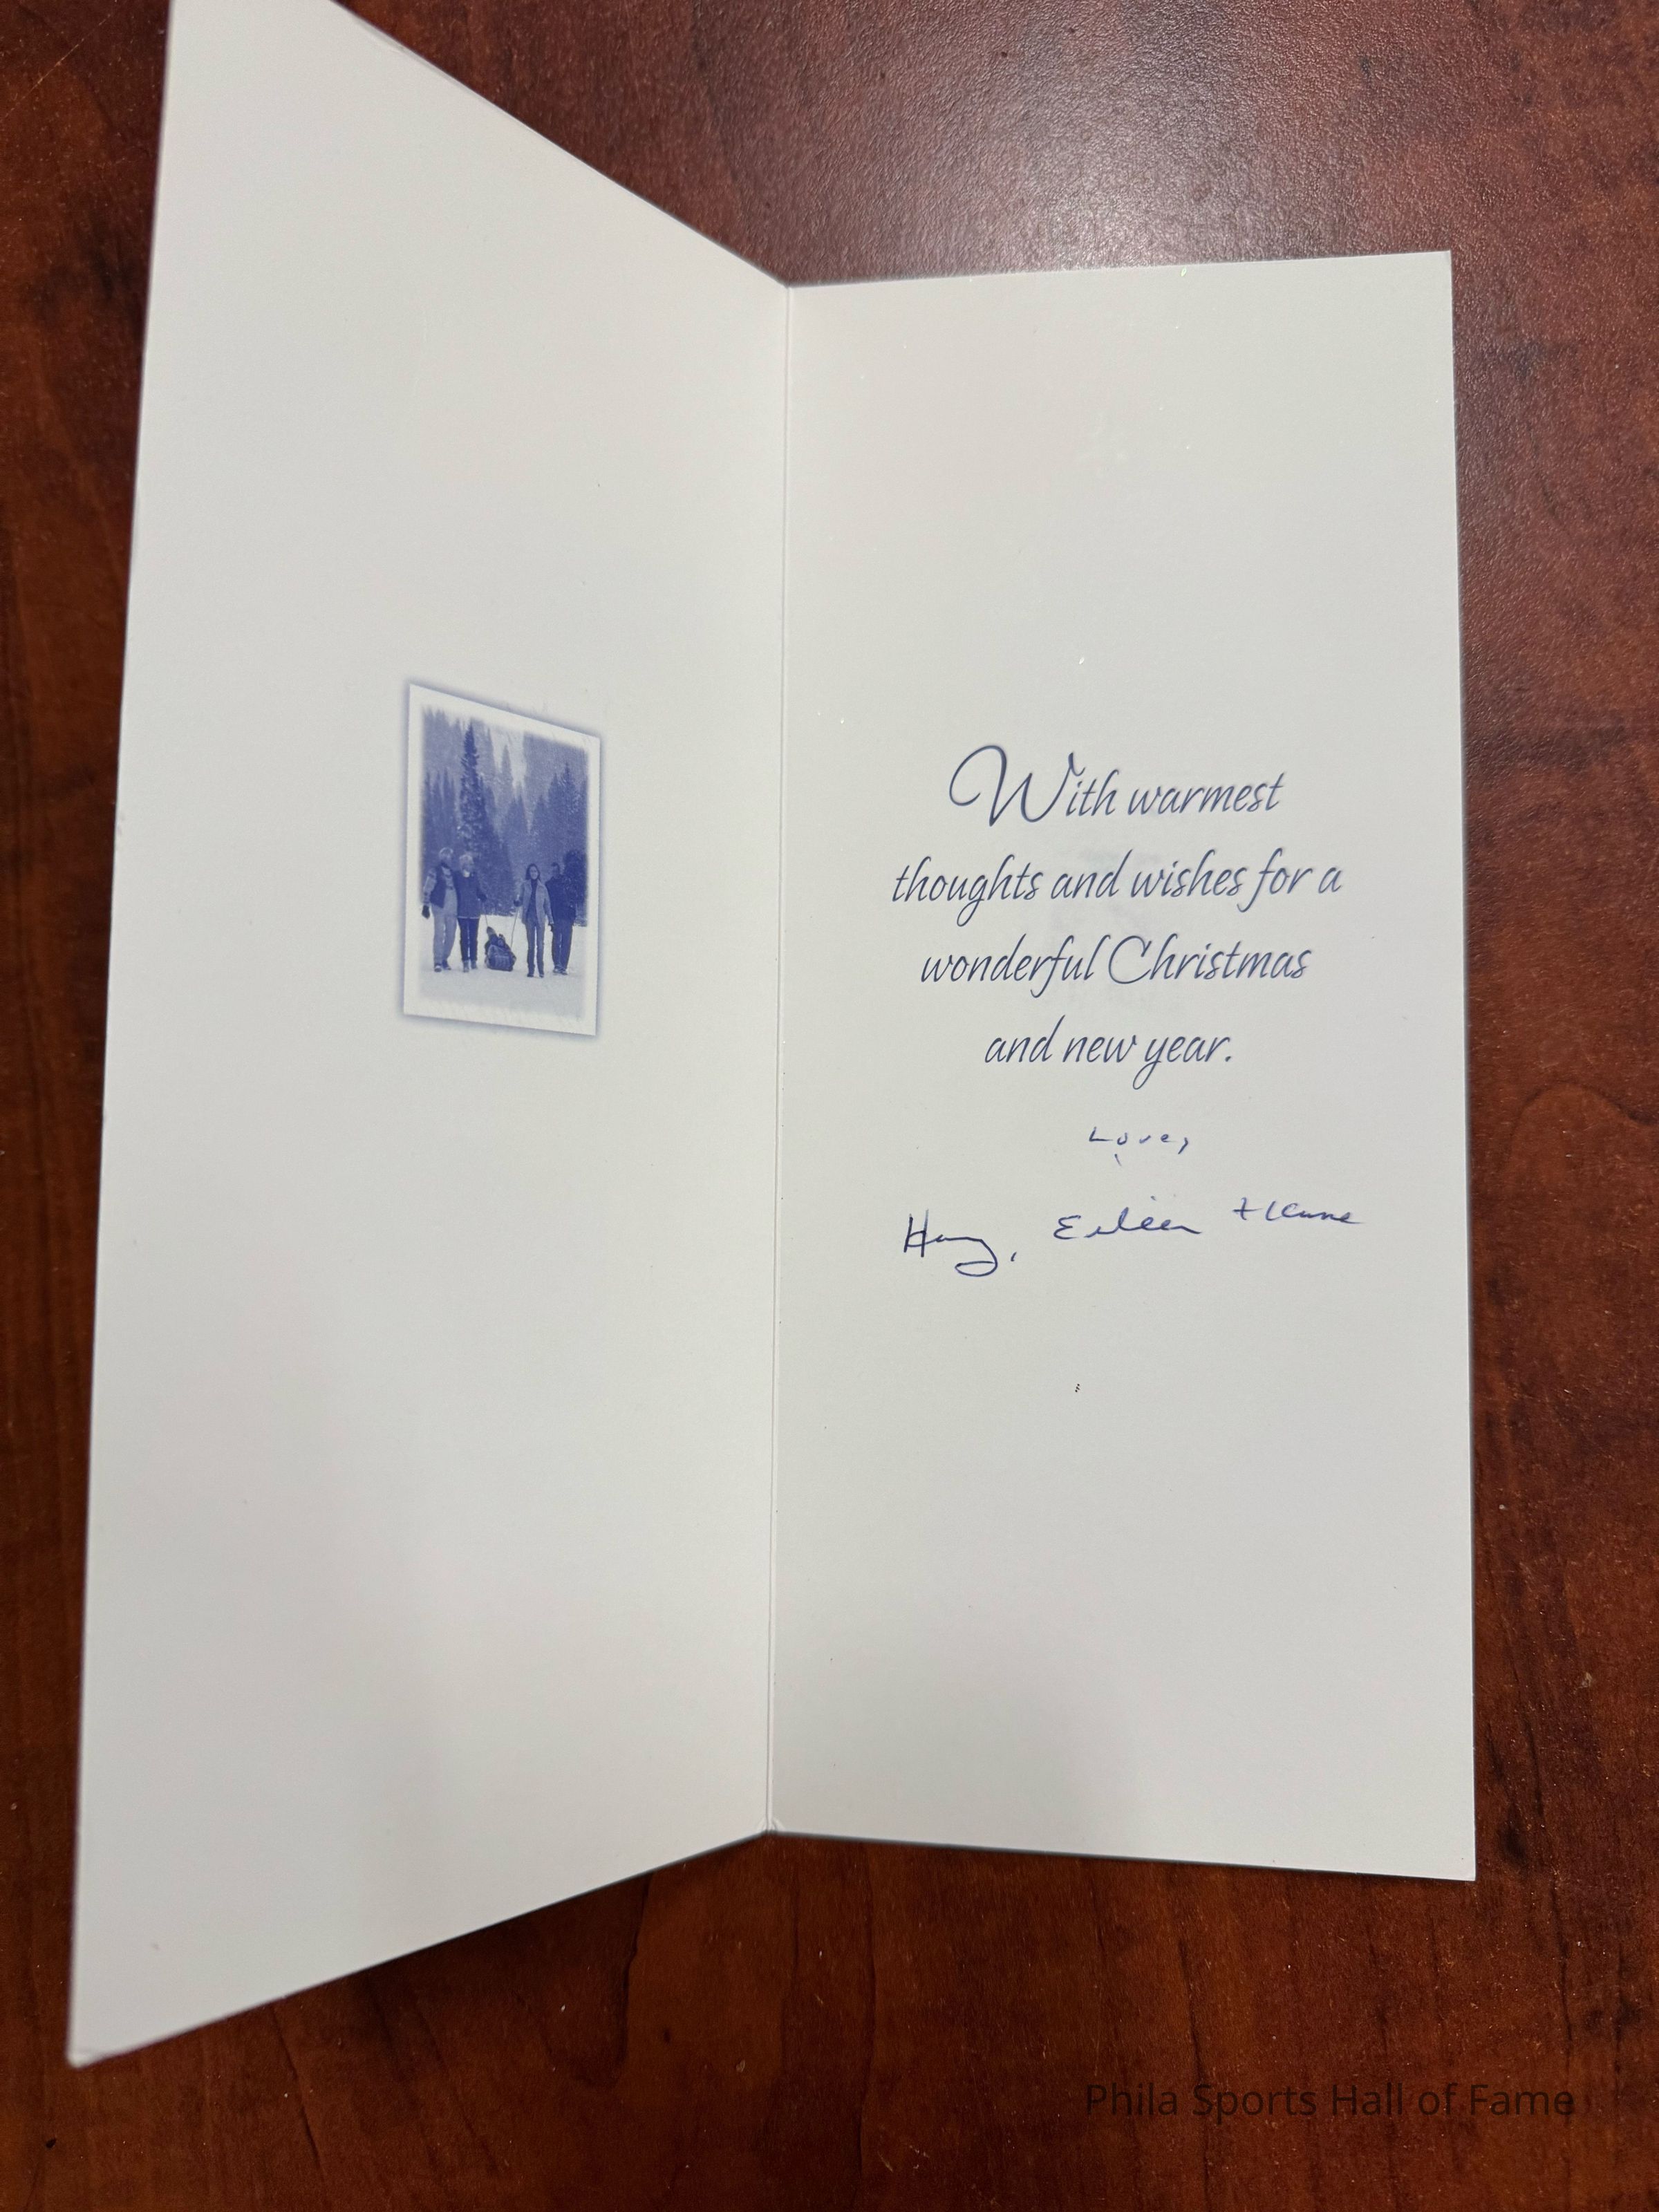 With warmest
thoughts and wishes for a
wonderful Christmas
and new year.
Love,
Harry, Eileen + Kane
Phila Sports Hall of Fame